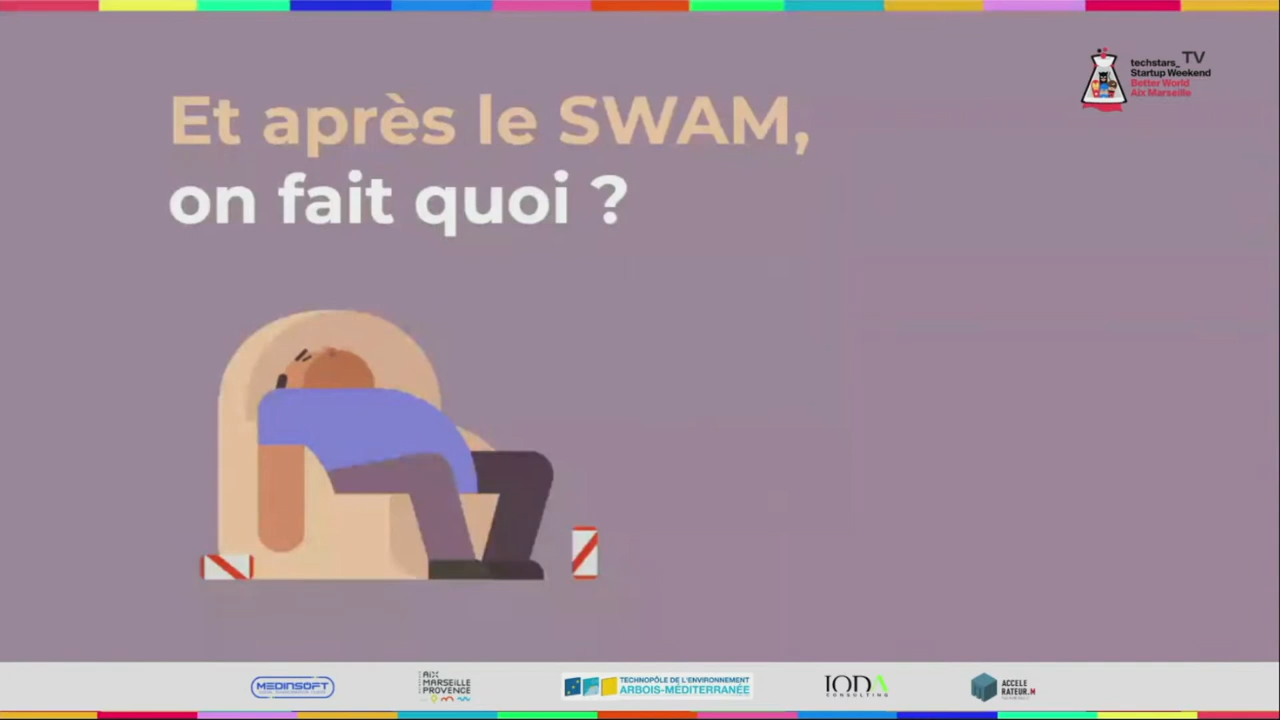 techstars_ TV
Startup Weekend
Better World
Aix Marseille
Et après le SWAM,
on fait quoi ?
MEDINSOFT
AIX
MARSEILLE
PROVENCE
TECHNOPÔLE DE L'ENVIRONNEMENT
ARBOIS-MÉDITERRANÉE
IODA
CONSULTING
ACCELE
RATEUR.M